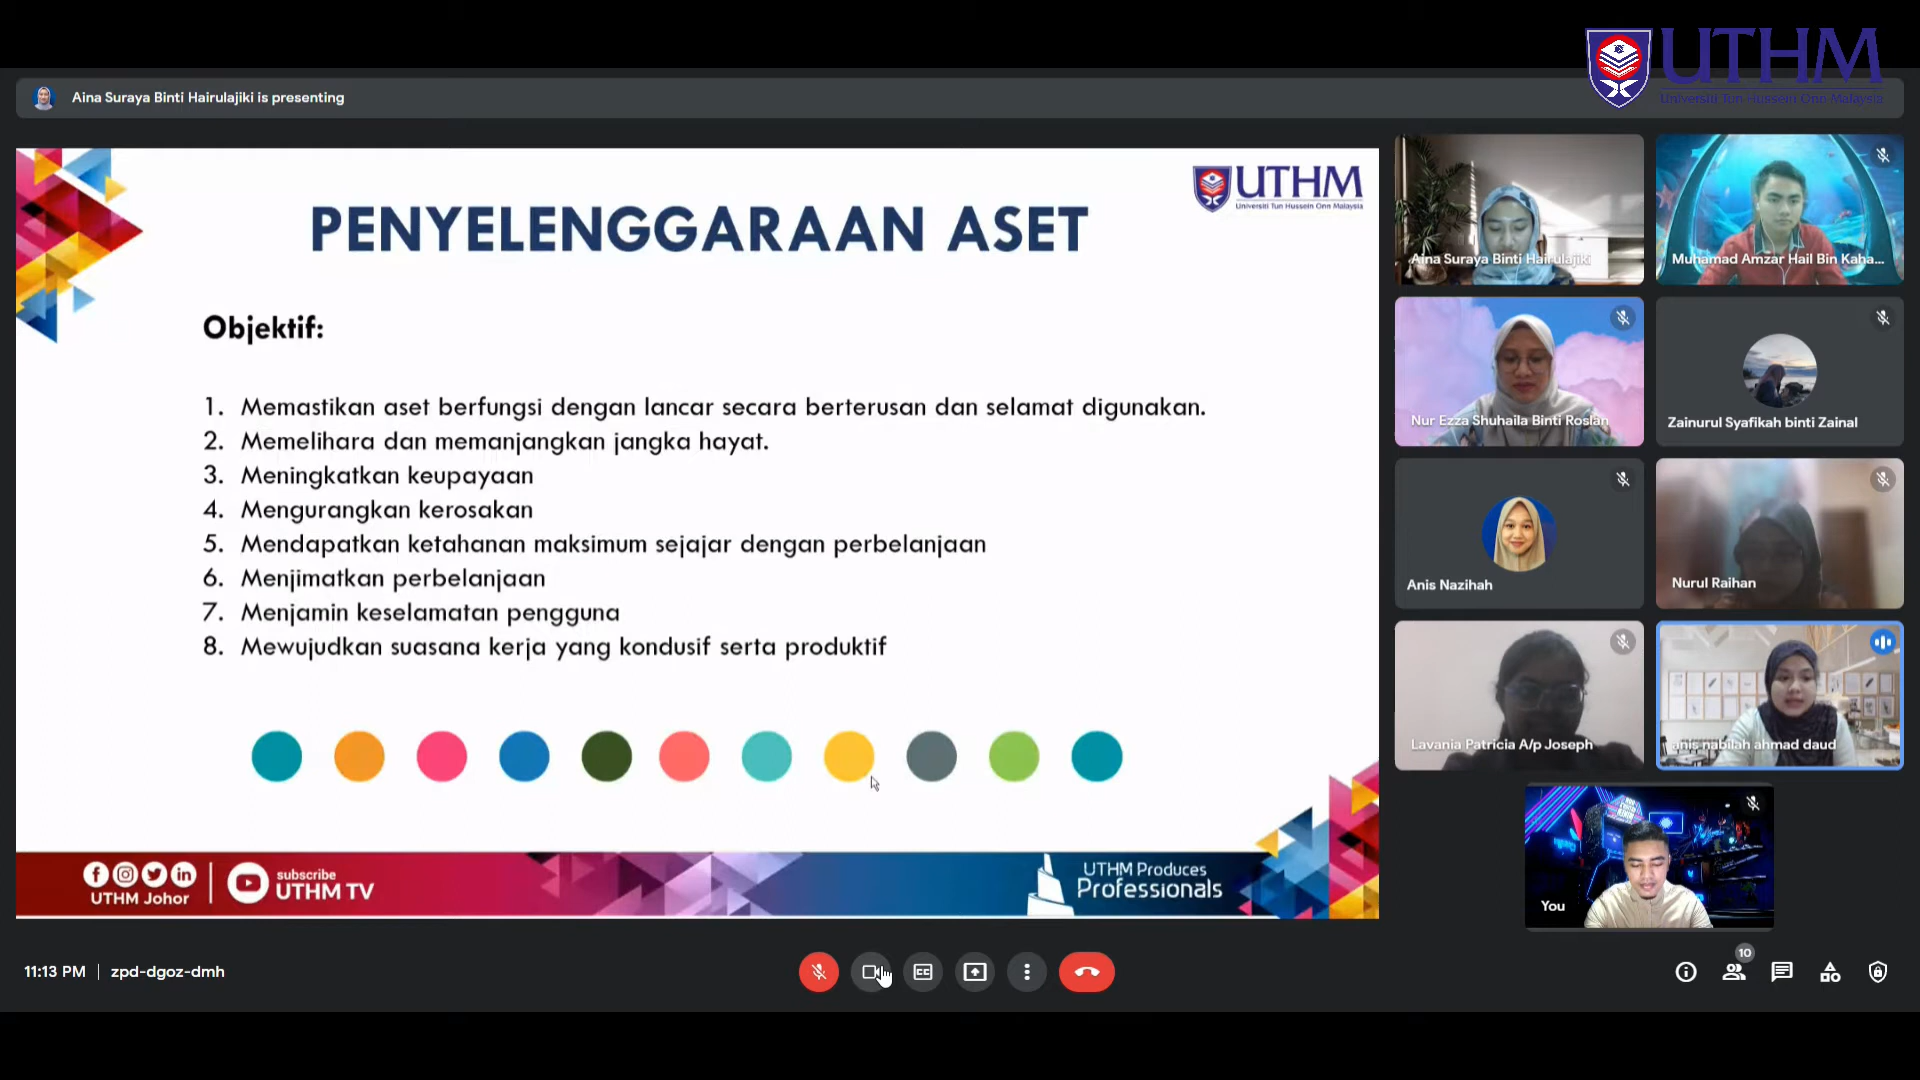 UTHM
Universiti Tun Hussein Onn Malaysia
Aina Suraya Binti Hairulajiki is presenting
UTHM
Universiti Tun Hussein Onn Malaysia
PENYELENGGARAAN ASET
Objektif:
1. Memastikan aset berfungsi dengan lancar secara berterusan dan selamat digunakan.
2. Memelihara dan memanjangkan jangka hayat.
3. Meningkatkan keupayaan
4. Mengurangkan kerosakan
5. Mendapatkan ketahanan maksimum sejajar dengan perbelanjaan
6. Menjimatkan perbelanjaan
7. Menjamin keselamatan pengguna
8. Mewujudkan suasana kerja yang kondusif serta produktif
UTHM Johor
subscribe
UTHM TV
UTHM Produces
Professionals
Aina Suraya Binti Hairulajiki
Muhamad Amzar Hail Bin Kaha...
Nur Ezza Shuhaila Binti Roslan
Zainurul Syafikah binti Zainal
Anis Nazihah
Nurul Raihan
Lavania Patricia A/p Joseph
anis nabilah ahmad daud
You
11:13 PM | zpd-dgoz-dmh
CC
10